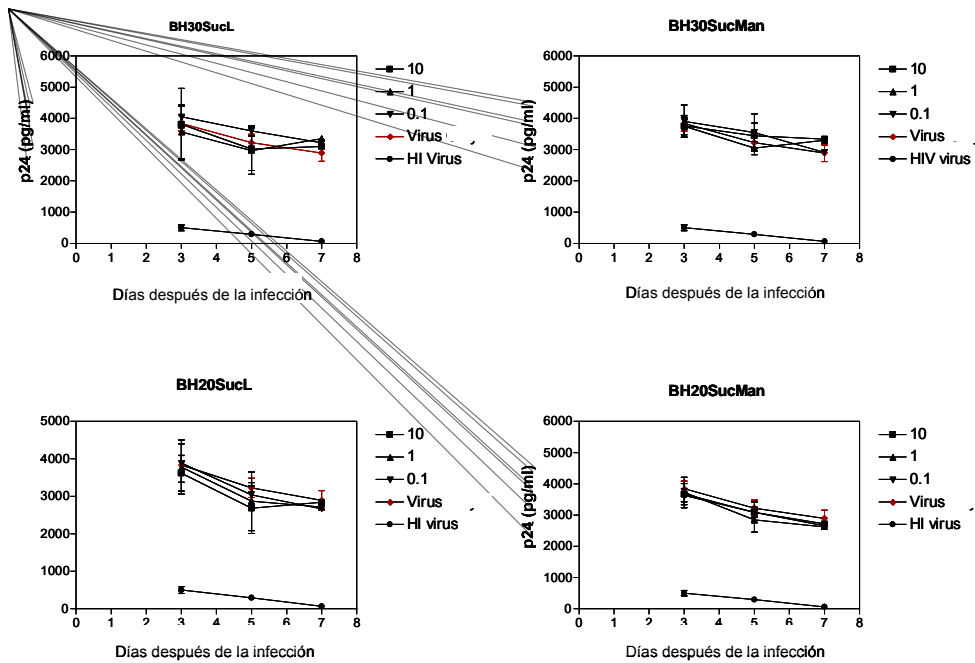 BH30SucL
6000
5000
4000
3000
2000
1000
0
p24 (pg/ml)
0 1 2 3 4 5 6 7 8
Días después de la infección
10
1
0.1
Virus
HI Virus
BH30SucMan
6000
5000
4000
3000
2000
1000
0
p24 (pg/ml)
0 1 2 3 4 5 6 7 8
Días después de la infección
10
1
0.1
Virus
HIV virus
BH20SucL
5000
4000
3000
2000
1000
0
0 1 2 3 4 5 6 7 8
Días después de la infección
10
1
0.1
Virus
HI virus
BH20SucMan
6000
5000
4000
3000
2000
1000
0
p24 (pg/ml)
0 1 2 3 4 5 6 7 8
Días después de la infección
10
1
0.1
Virus
HI virus